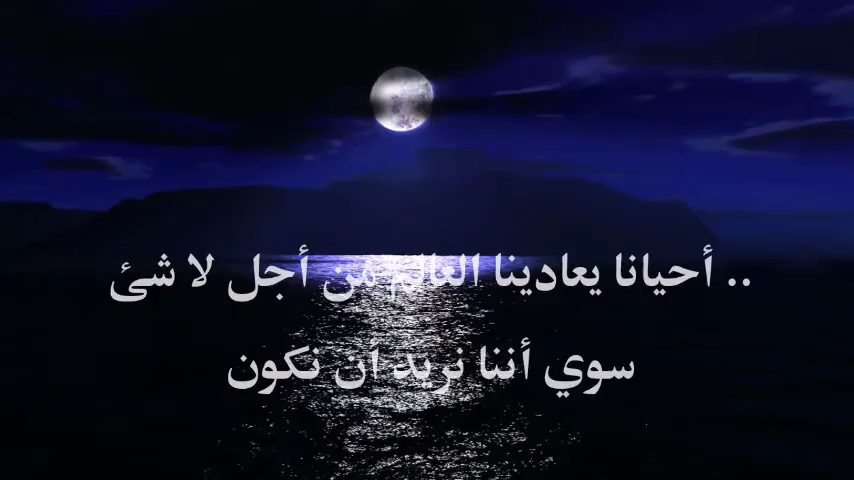 .. أحيانا يعادينا العالم من أجل لا شئ
سوي أننا نريد أن نكون